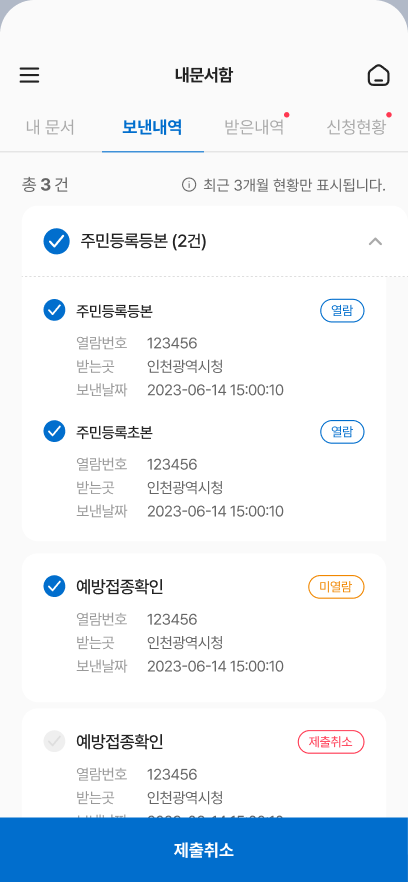 내문서함
내 문서 보낸내역 받은내역 신청현황
총 3 건 최근 3개월 현황만 표시됩니다.
주민등록등본 (2건)
주민등록등본 열람
열람번호 123456
받는곳 인천광역시청
보낸날짜 2023-06-14 15:00:10
주민등록초본 열람
열람번호 123456
받는곳 인천광역시청
보낸날짜 2023-06-14 15:00:10
예방접종확인 미열람
열람번호 123456
받는곳 인천광역시청
보낸날짜 2023-06-14 15:00:10
예방접종확인 제출취소
열람번호 123456
받는곳 인천광역시청
제출취소